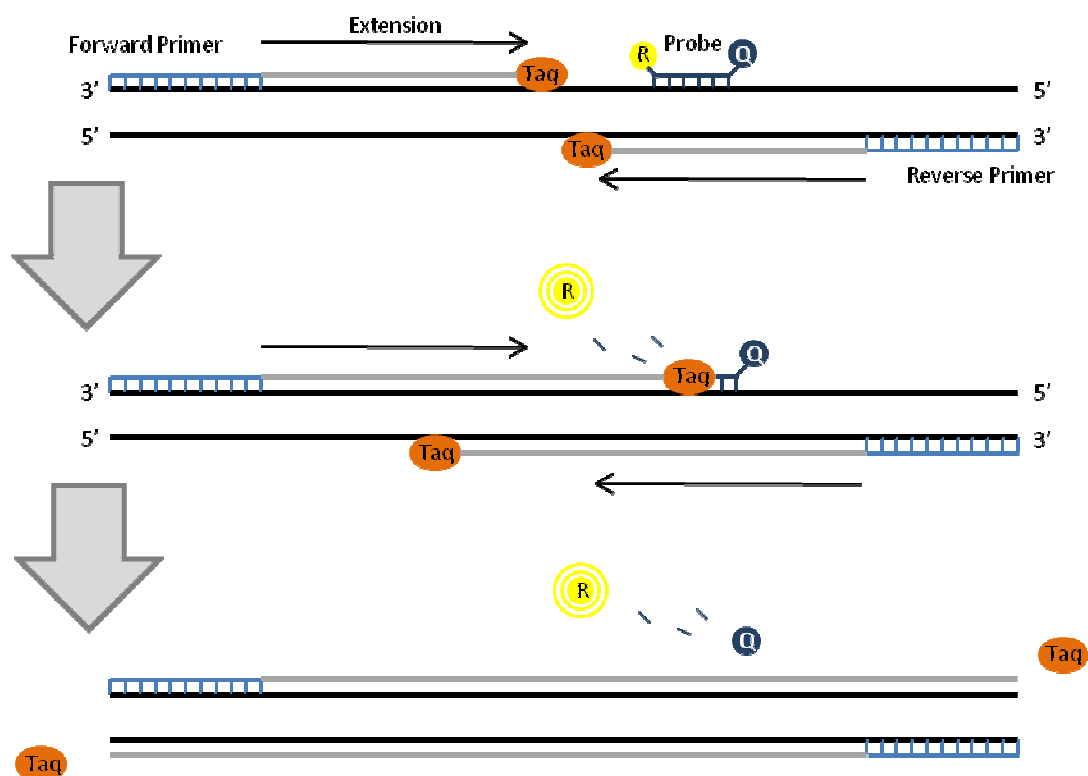 Extension
Forward Primer
R Probe Q
Taq
3’ 5’
5’ 3’
Taq
Reverse Primer
R
Q
Taq
3’ 5’
5’ 3’
Taq
R
Q
Taq
Taq